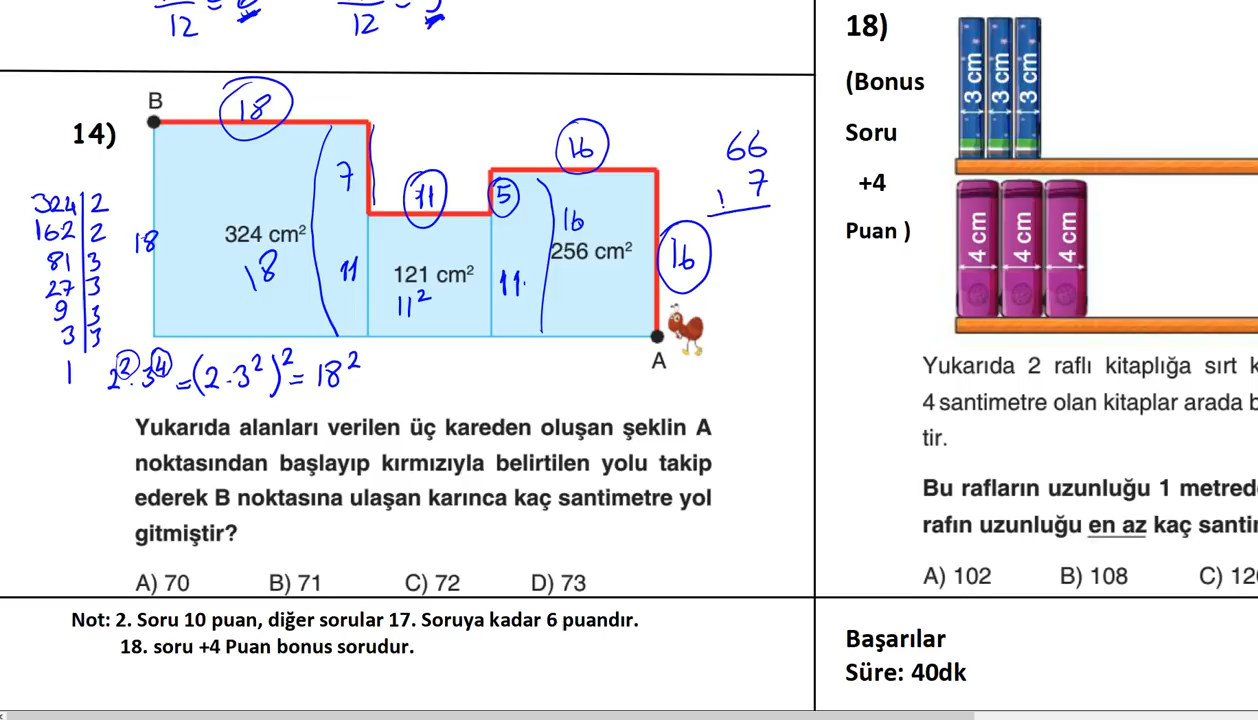 12 = 12 =
14)
B
18
16
66
7
7
11
5
324 2
162 2
81 3
27 3
9 3
3 3
1
18
324 cm²
18
11
121 cm²
11²
11.
16
256 cm²
16
A
2².3⁴ =(2.3²)²= 18²
Yukarıda alanları verilen üç kareden oluşan şeklin A
noktasından başlayıp kırmızıyla belirtilen yolu takip
ederek B noktasına ulaşan karınca kaç santimetre yol
gitmiştir?
A) 70 B) 71 C) 72 D) 73
Not: 2. Soru 10 puan, diğer sorular 17. Soruya kadar 6 puandır.
18. soru +4 Puan bonus sorudur.
18)
(Bonus
Soru
+4
Puan )
3 cm 3 cm 3 cm
4 cm 4 cm 4 cm
Yukarıda 2 raflı kitaplığa sırt
4 santimetre olan kitaplar arada
tir.
Bu rafların uzunluğu 1 metred
rafın uzunluğu en az kaç santi
A) 102 B) 108 C) 12
Başarılar
Süre: 40dk